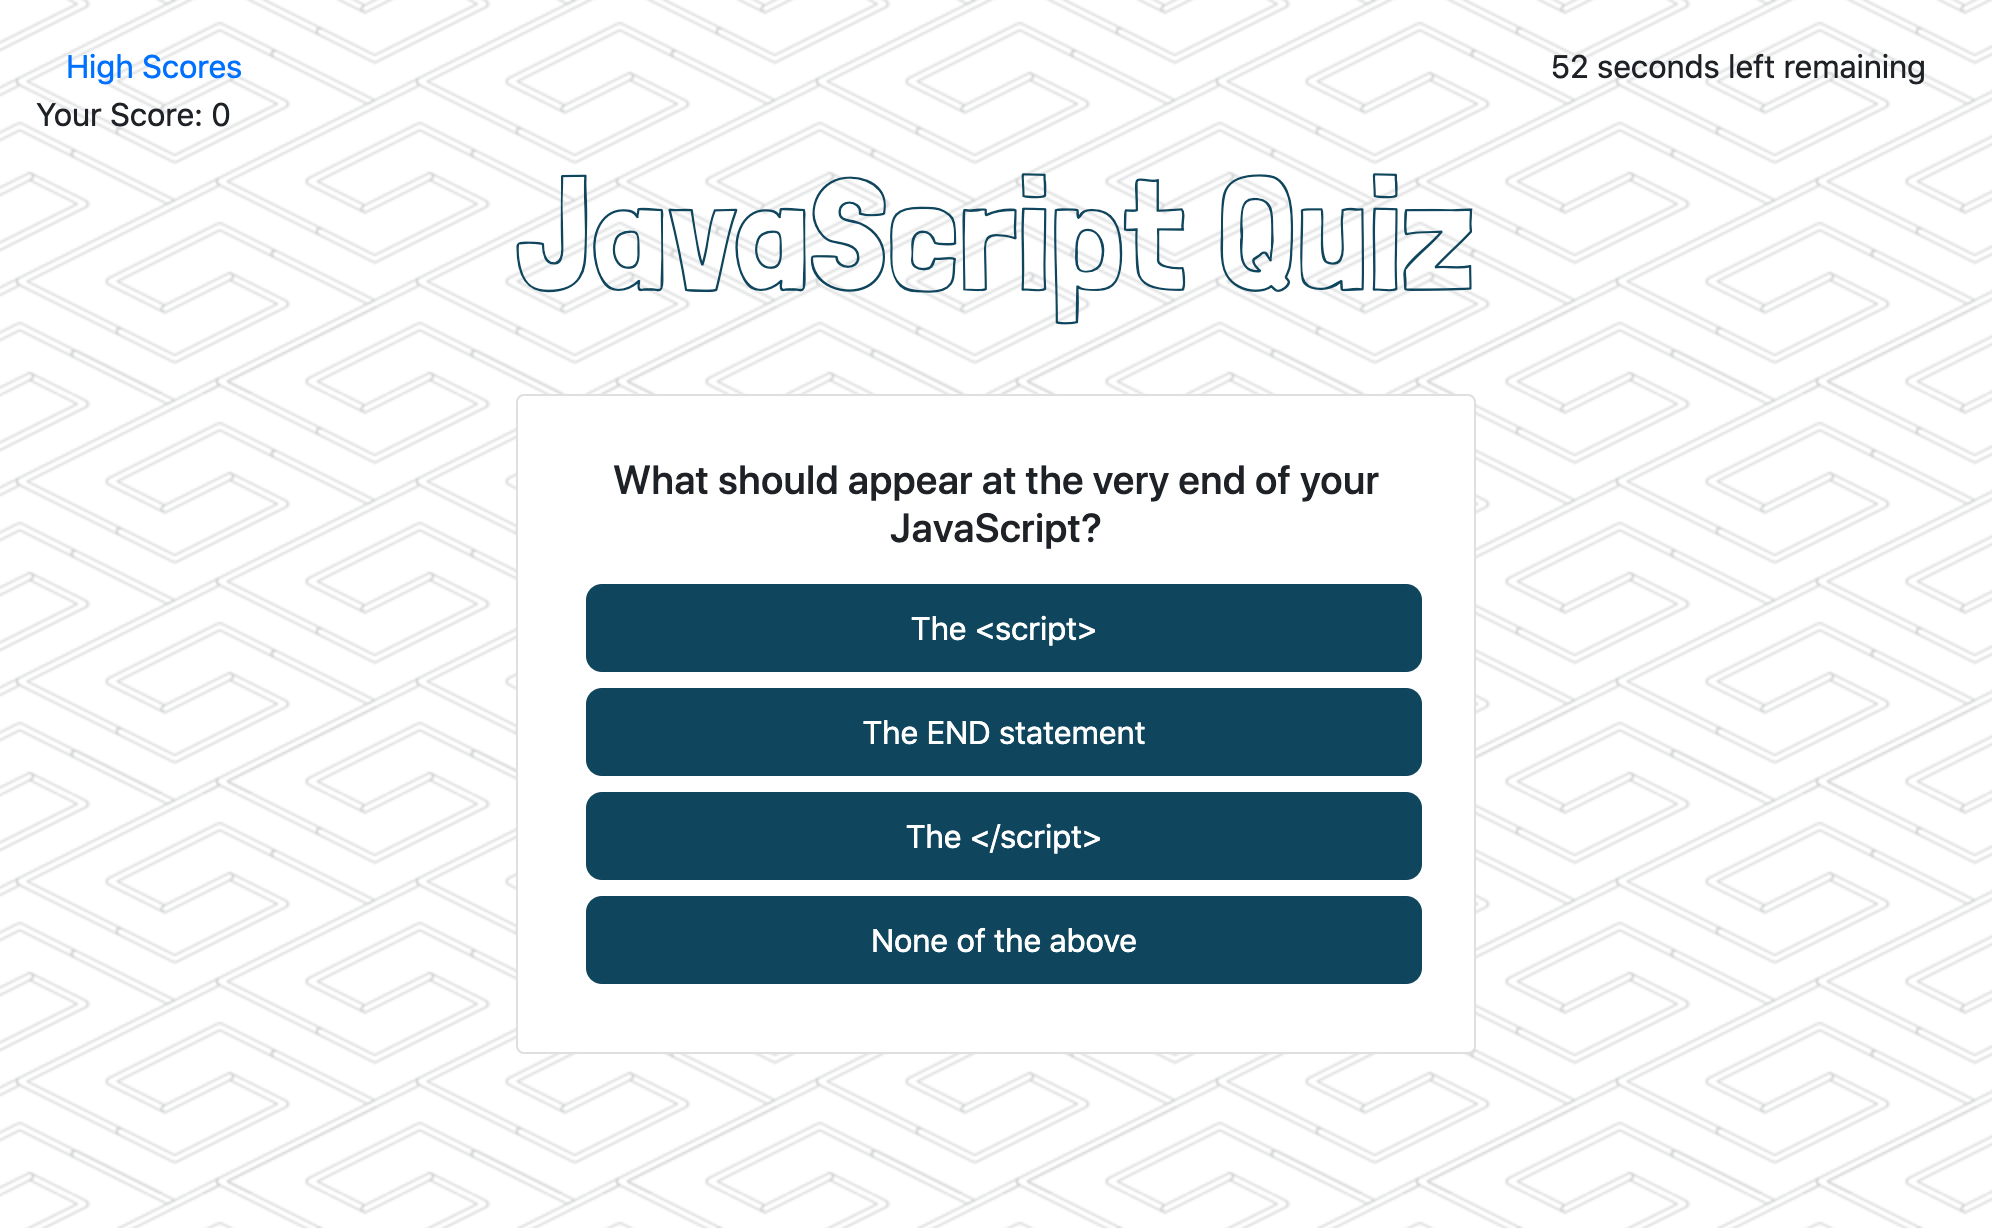 High Scores
52 seconds left remaining
Your Score: 0
JavaScript Quiz
What should appear at the very end of your
JavaScript?
The <script>
The END statement
The </script>
None of the above